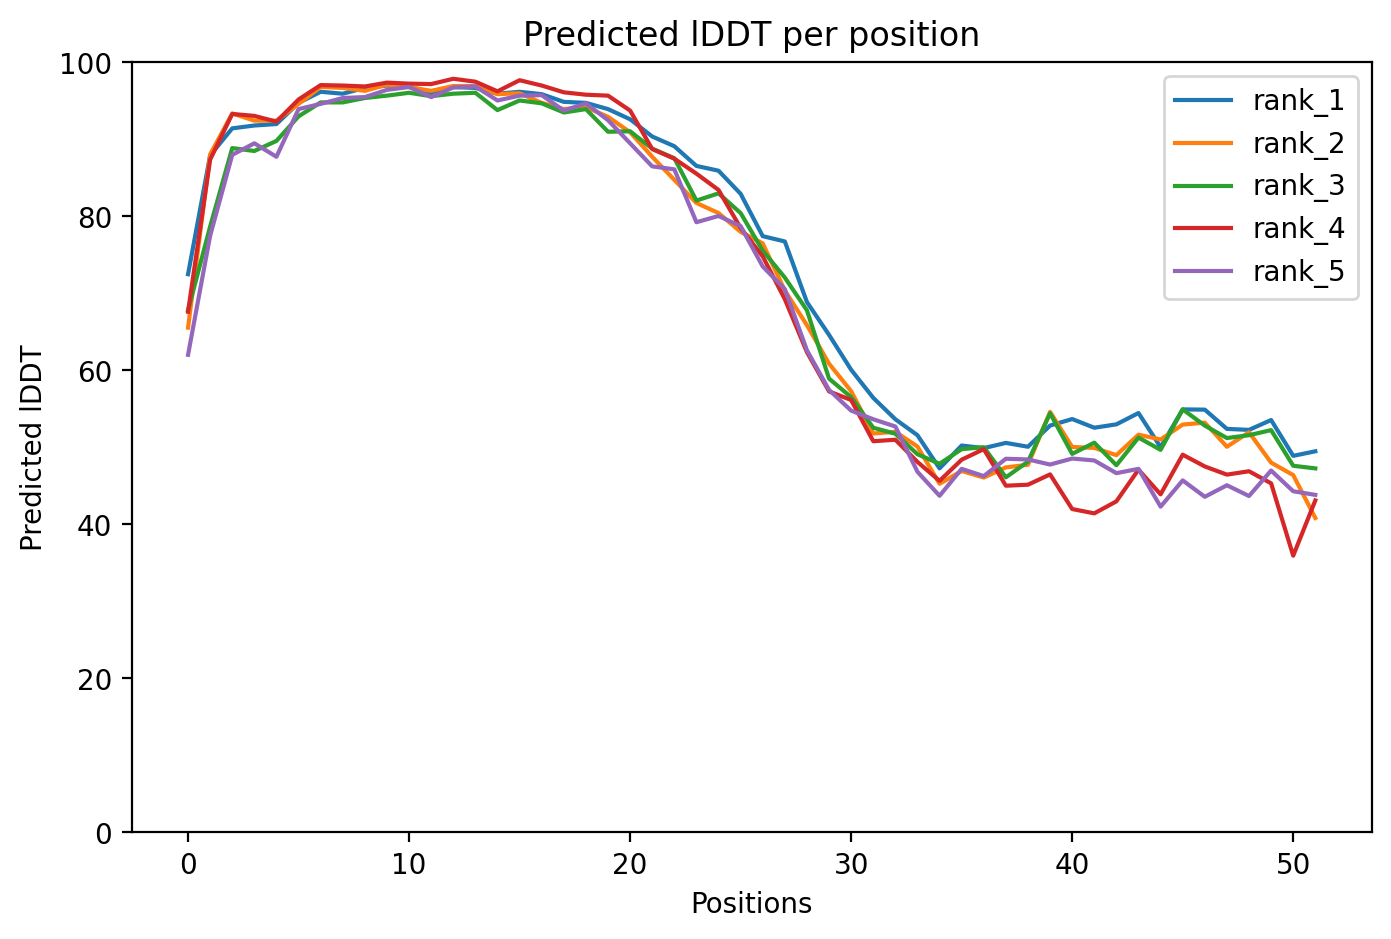 Predicted lDDT per position
100
80
60
40
20
0
Predicted lDDT
0 10 20 30 40 50
Positions
rank_1
rank_2
rank_3
rank_4
rank_5